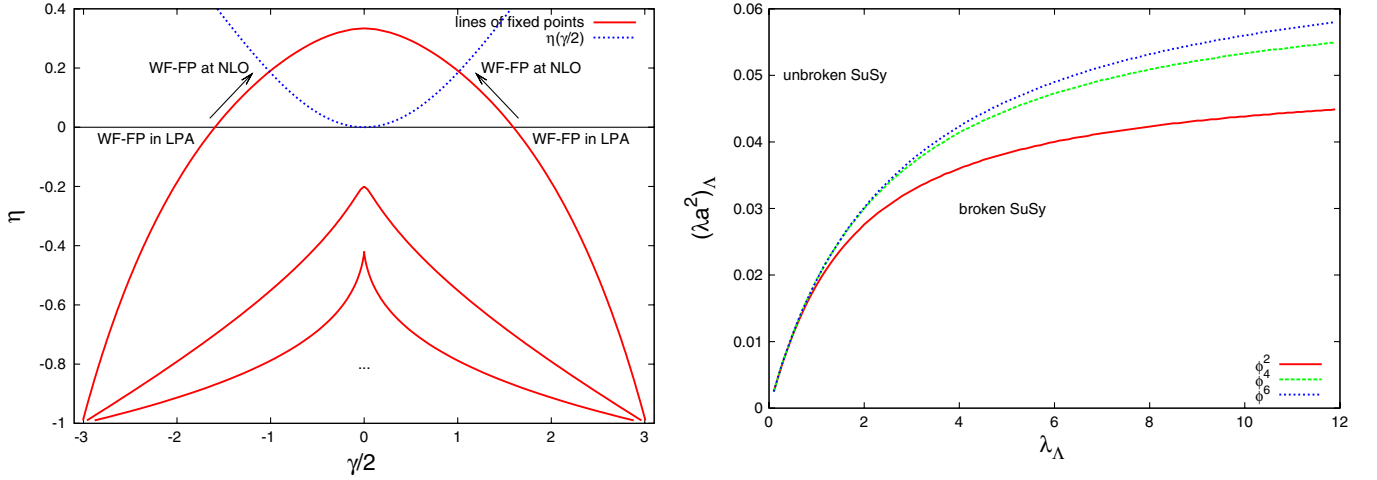 0.4
0.2
0
-0.2
-0.4
-0.6
-0.8
-1
η
-3
-2
-1
0
1
2
3
γ/2
lines of fixed points
η(γ/2)
WF-FP at NLO
WF-FP at NLO
WF-FP in LPA
WF-FP in LPA
...
0.06
0.05
0.04
0.03
0.02
0.01
0
(λa²)_Λ
0
2
4
6
8
10
12
λ_Λ
unbroken SuSy
broken SuSy
ϕ²
ϕ⁴
ϕ⁶